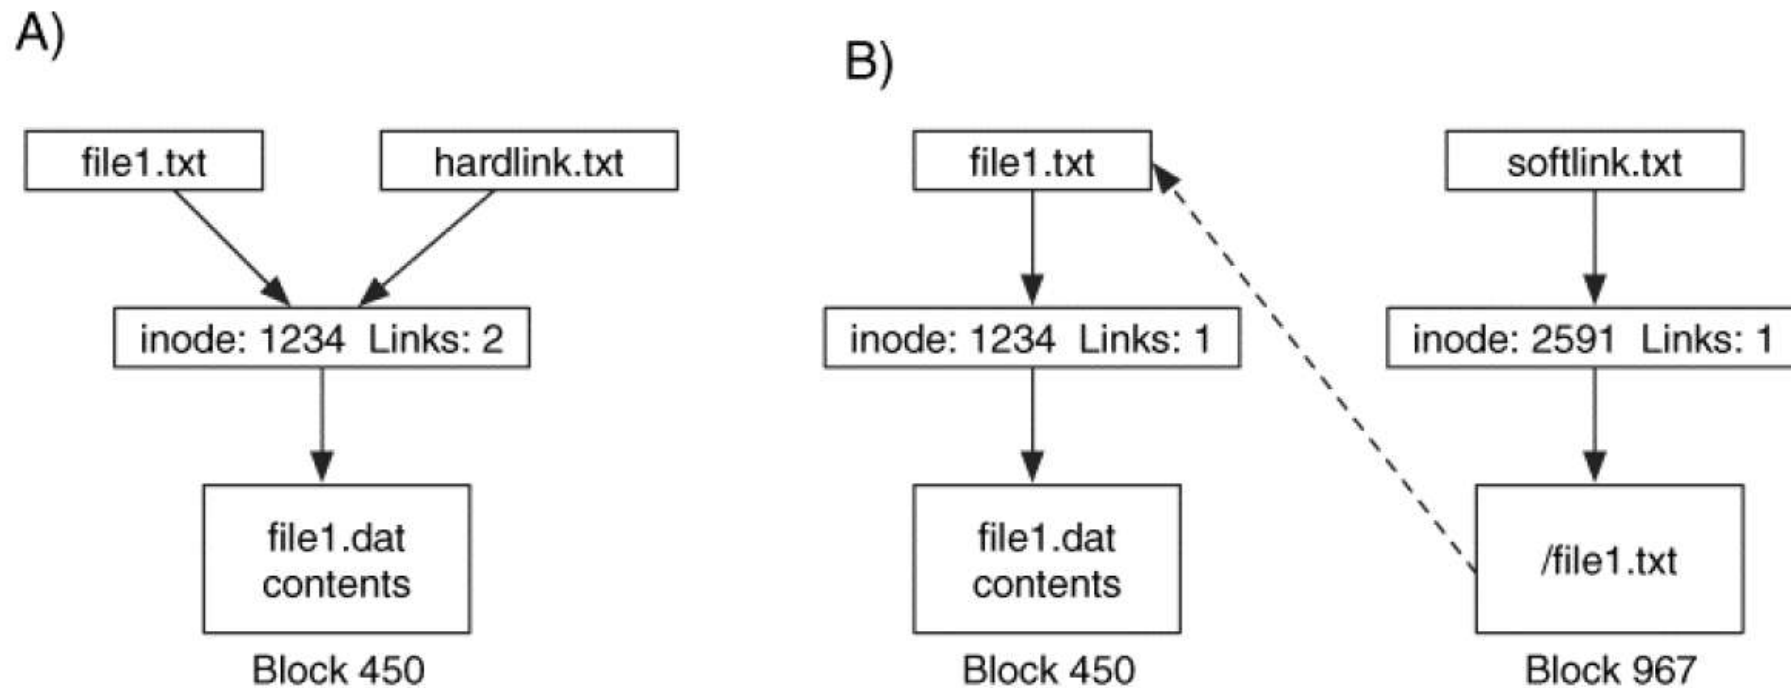 A)
file1.txt
hardlink.txt
inode: 1234 Links: 2
file1.dat
contents
Block 450
B)
file1.txt
softlink.txt
inode: 1234 Links: 1
inode: 2591 Links: 1
file1.dat
contents
/file1.txt
Block 450
Block 967